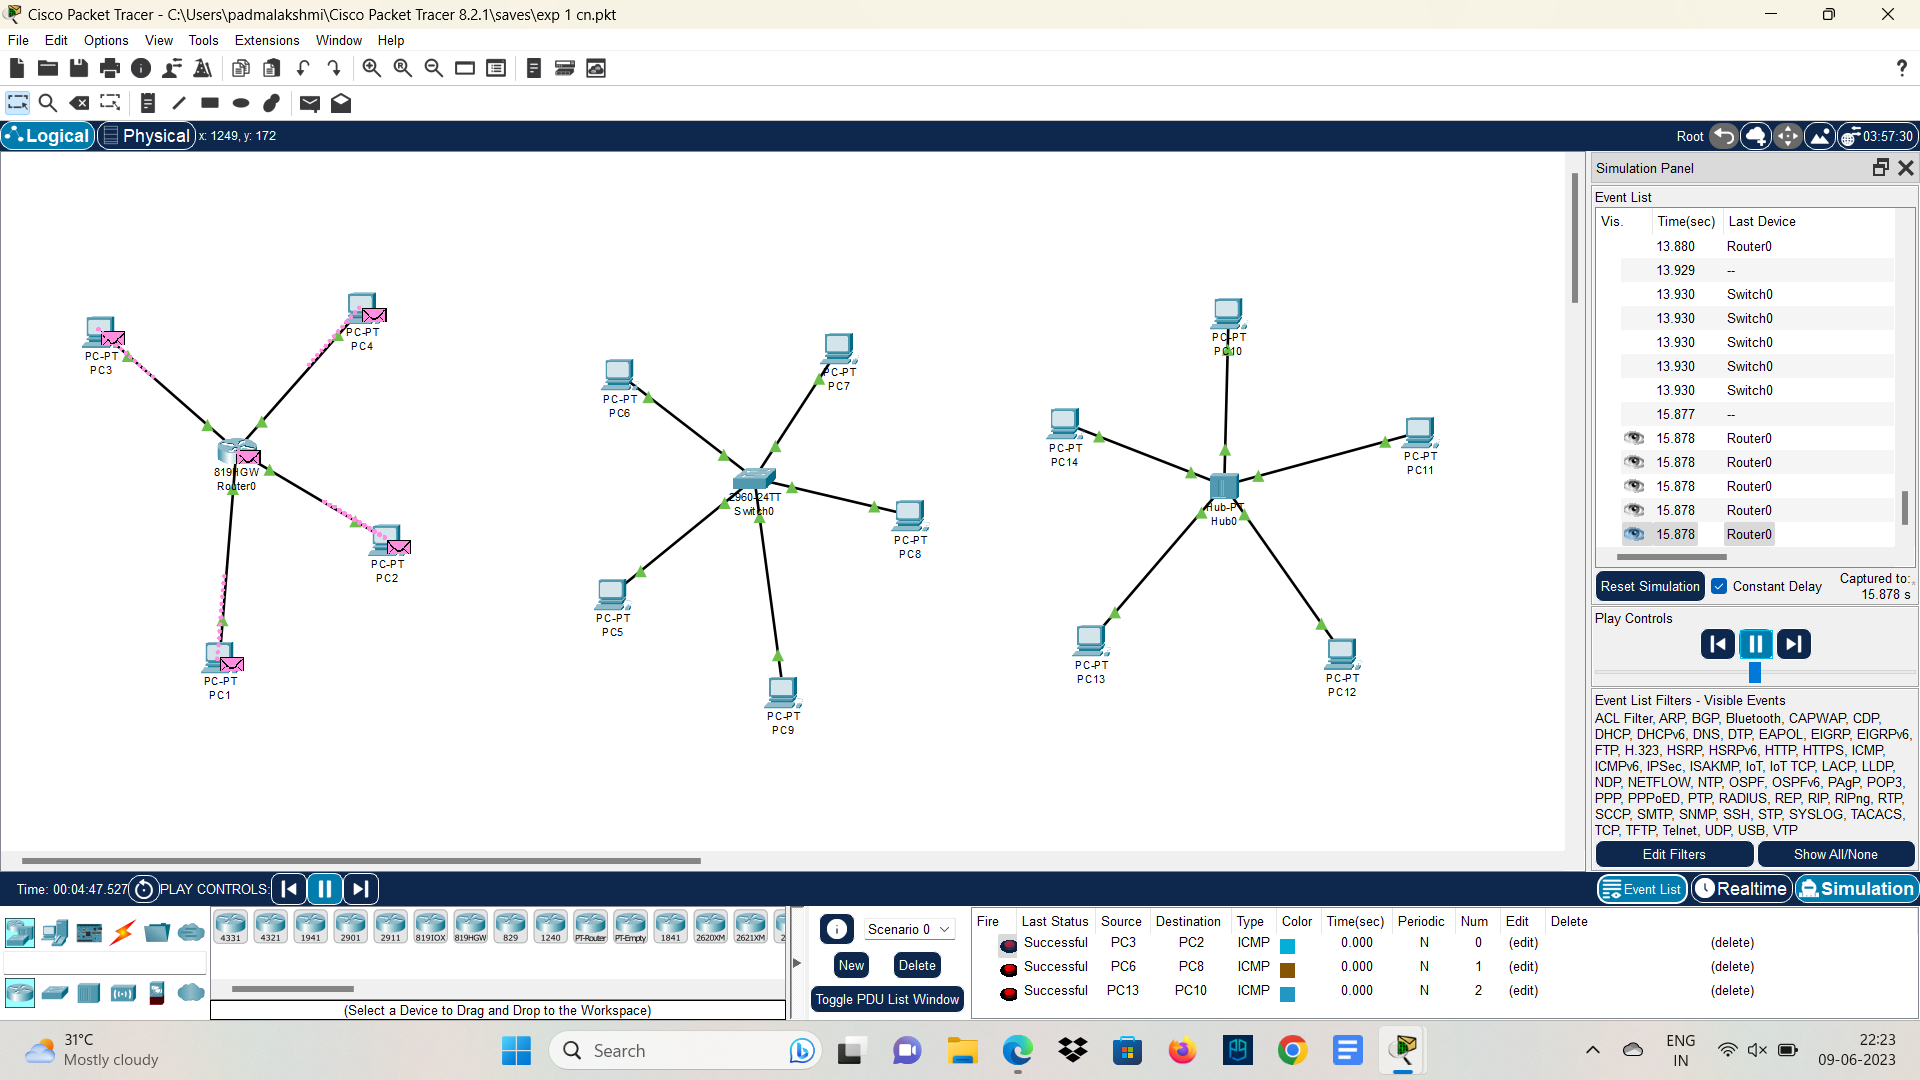 Cisco Packet Tracer - C:\Users\padmalakshmi\Cisco Packet Tracer 8.2.1\saves\exp 1 cn.pkt
File Edit Options View Tools Extensions Window Help
?
Logical Physical x: 1249, y: 172
Root 03:57:30
PC-PT
PC3
PC-PT
PC4
819HGW
Router0
PC-PT
PC2
PC-PT
PC1
PC-PT
PC6
PC-PT
PC7
2960-24TT
Switch0
PC-PT
PC8
PC-PT
PC5
PC-PT
PC9
PC-PT
PC10
PC-PT
PC14
PC-PT
PC11
Hub-PT
Hub0
PC-PT
PC13
PC-PT
PC12
Simulation Panel
Event List
Vis. Time(sec) Last Device
13.880 Router0
13.929 --
13.930 Switch0
13.930 Switch0
13.930 Switch0
13.930 Switch0
13.930 Switch0
15.877 --
15.878 Router0
15.878 Router0
15.878 Router0
15.878 Router0
15.878 Router0
Reset Simulation Constant Delay Captured to:
15.878 s
Play Controls
Event List Filters - Visible Events
ACL Filter, ARP, BGP, Bluetooth, CAPWAP, CDP,
DHCP, DHCPv6, DNS, DTP, EAPOL, EIGRP, EIGRPv6,
FTP, H.323, HSRP, HSRPv6, HTTP, HTTPS, ICMP,
ICMPv6, IPSec, ISAKMP, IoT, IoT TCP, LACP, LLDP,
NDP, NETFLOW, NTP, OSPF, OSPFv6, PAgP, POP3,
PPP, PPPoED, PTP, RADIUS, REP, RIP, RIPng, RTP,
SCCP, SMTP, SNMP, SSH, STP, SYSLOG, TACACS,
TCP, TFTP, Telnet, UDP, USB, VTP
Edit Filters Show All/None
Time: 00:04:47.527 PLAY CONTROLS:
Event List Realtime Simulation
4331 4321 1941 2901 2911 819IOX 819HGW 829 1240 PT-Router PT-Empty 1841 2620XM 2621XM 2
(Select a Device to Drag and Drop to the Workspace)
Scenario 0
New Delete
Toggle PDU List Window
Fire Last Status Source Destination Type Color Time(sec) Periodic Num Edit Delete
Successful PC3 PC2 ICMP 0.000 N 0 (edit) (delete)
Successful PC6 PC8 ICMP 0.000 N 1 (edit) (delete)
Successful PC13 PC10 ICMP 0.000 N 2 (edit) (delete)
31°C
Mostly cloudy
Search
ENG
IN
22:23
09-06-2023